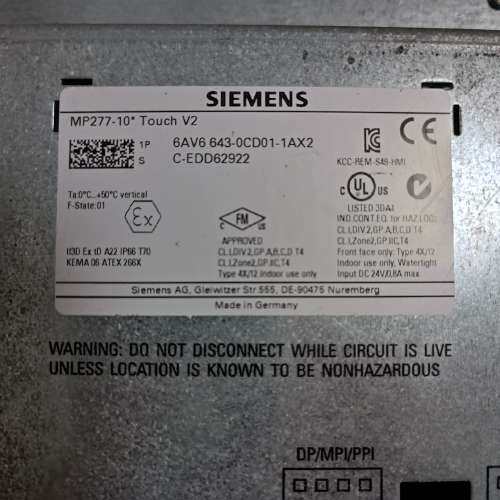 SIEMENS
MP277-10" Touch V2
1P 6AV6 643-0CD01-1AX2
S C-EDD62922
KCC-REM-S49-HMI
Ta:0°C...+50°C vertical
F-State:01
Ex
II3D Ex tD A22 IP66 T70
KEMA 06 ATEX 266X
FM
APPROVED
CL.I,DIV.2,GP.A,B,C,D T4
CL.I,Zone2,GP.IIC,T4
Type 4X/12 Indoor use only
C UL US
LISTED 3DA1
IND.CONT.EQ. for HAZ.LOC.
CL.I,DIV.2,GP.A,B,C,D T4
CL.I,Zone2,GP.IIC,T4
Front face only: Type 4X/12
Indoor use only, Watertight
Input DC 24V,0,8A max.
Siemens AG, Gleiwitzer Str.555, DE-90475 Nuremberg
Made in Germany
WARNING: DO NOT DISCONNECT WHILE CIRCUIT IS LIVE
UNLESS LOCATION IS KNOWN TO BE NONHAZARDOUS
DP/MPI/PPI